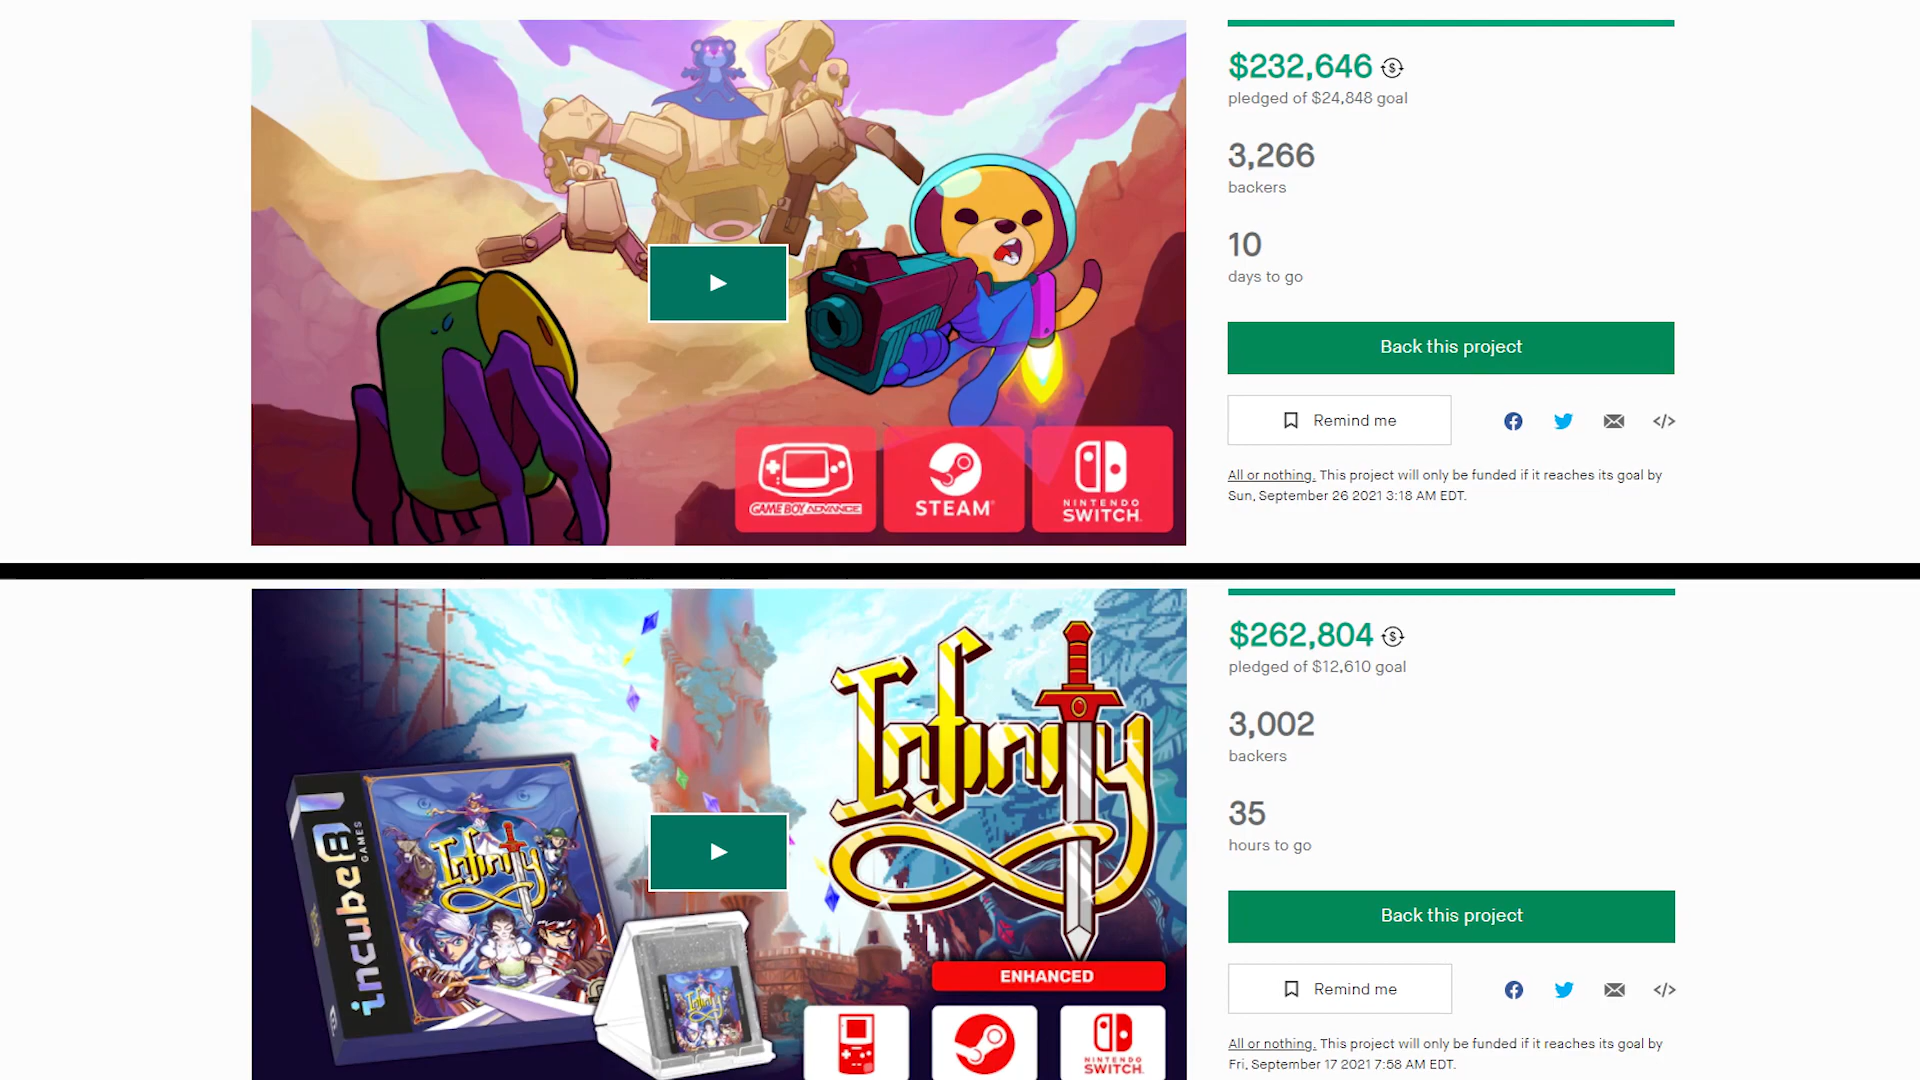 $232,646
pledged of $24,848 goal
3,266
backers
10
days to go
Back this project
Remind me
All or nothing. This project will only be funded if it reaches its goal by
Sun, September 26 2021 3:18 AM EDT.
GAME BOY ADVANCE
STEAM
NINTENDO
SWITCH
$262,804
pledged of $12,610 goal
3,002
backers
35
hours to go
Back this project
Remind me
All or nothing. This project will only be funded if it reaches its goal by
Fri, September 17 2021 7:58 AM EDT.
Infinity
incube8
GAMES
Infinity
Infinity
ENHANCED
NINTENDO
SWITCH